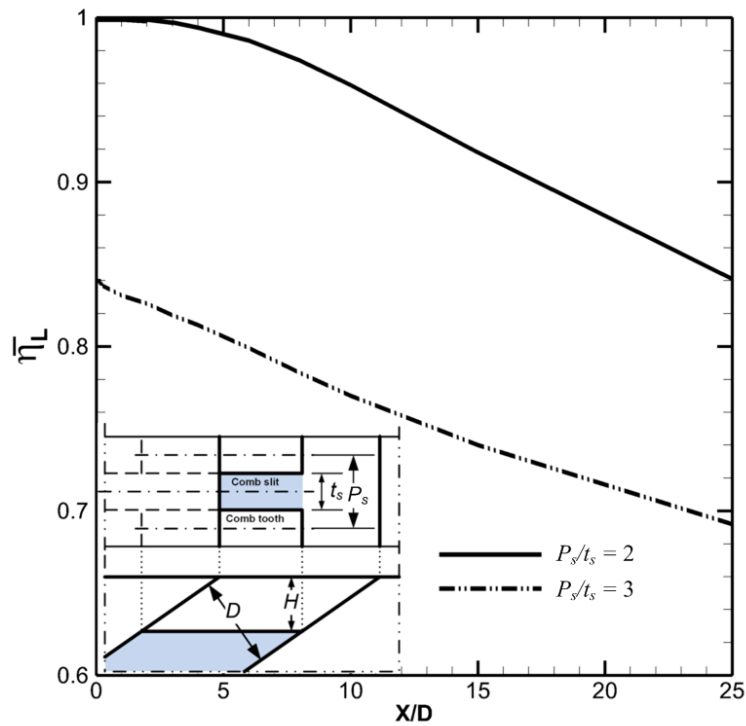 1
0.9
0.8
0.7
0.6
η̄L
Comb slit
ts
Ps
Comb tooth
D
H
Ps/ts = 2
Ps/ts = 3
0
5
10
15
20
25
X/D